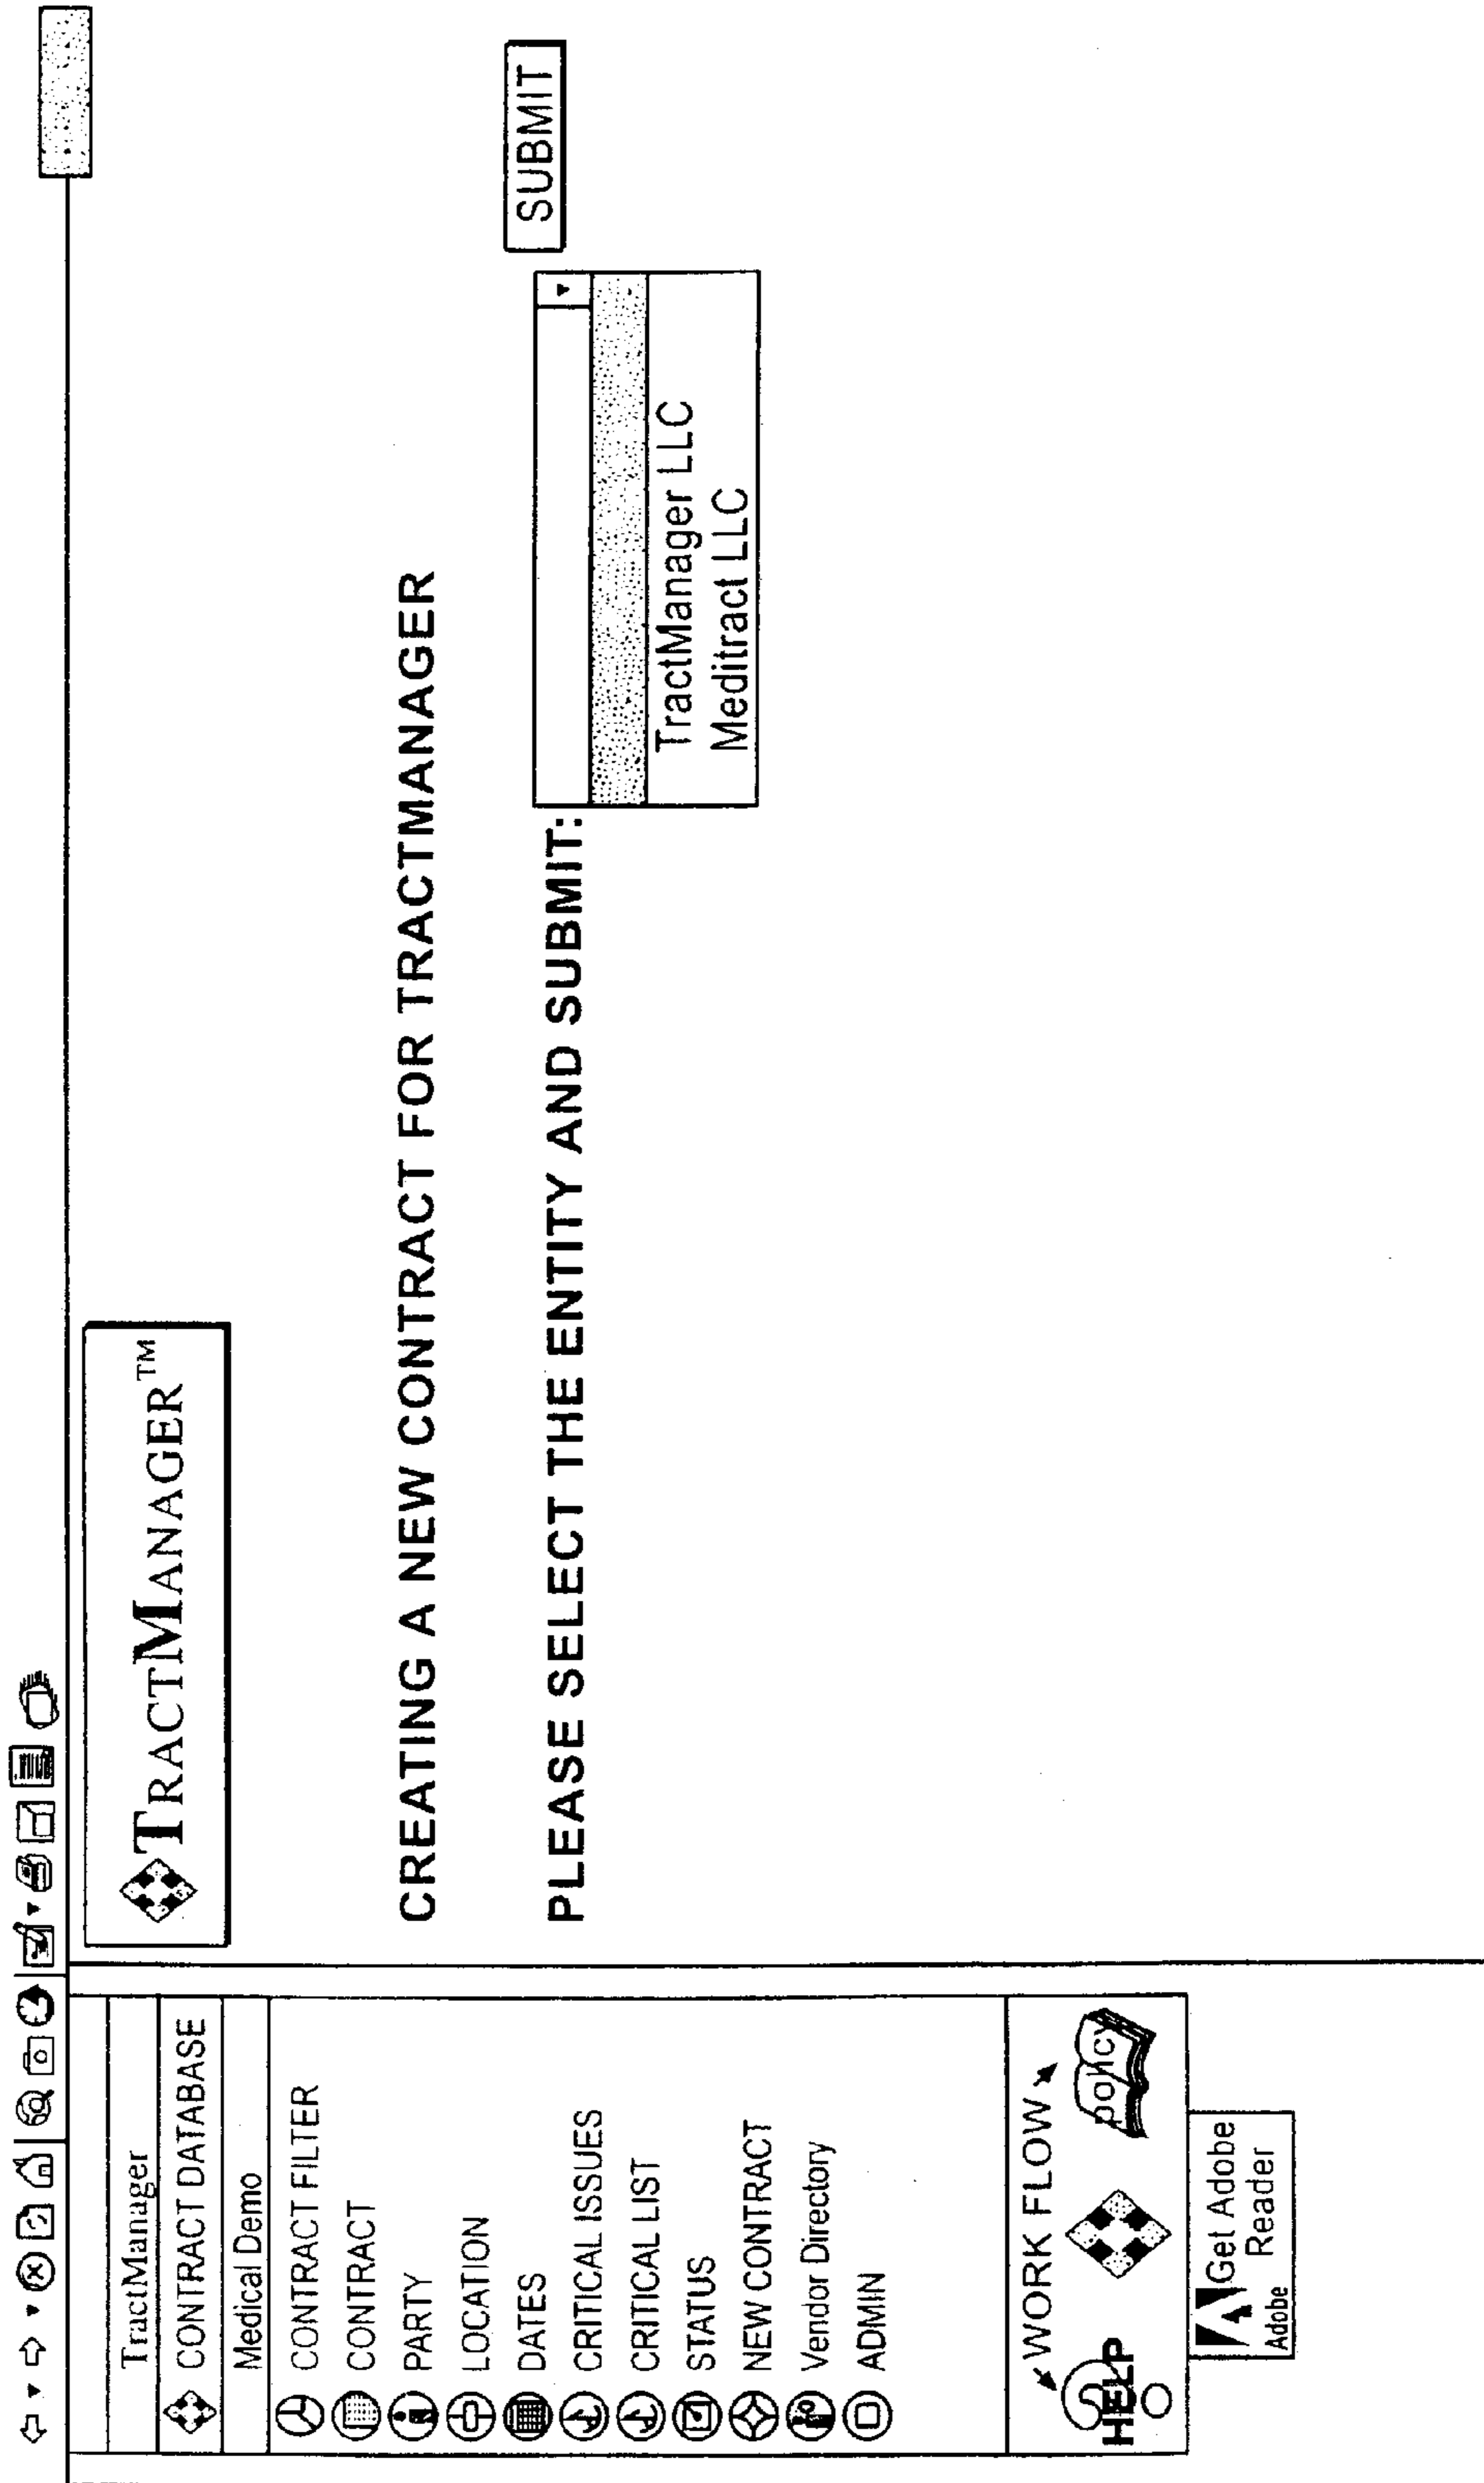 TractManager
CONTRACT DATABASE
Medical Demo
CONTRACT FILTER
CONTRACT
PARTY
LOCATION
DATES
CRITICAL ISSUES
CRITICAL LIST
STATUS
NEW CONTRACT
Vendor Directory
ADMIN
WORK FLOW
HELP
policy
Adobe
Get Adobe
Reader
TRACTMANAGER™
CREATING A NEW CONTRACT FOR TRACTMANAGER
PLEASE SELECT THE ENTITY AND SUBMIT:
SUBMIT
TractManager LLC
Meditract LLC